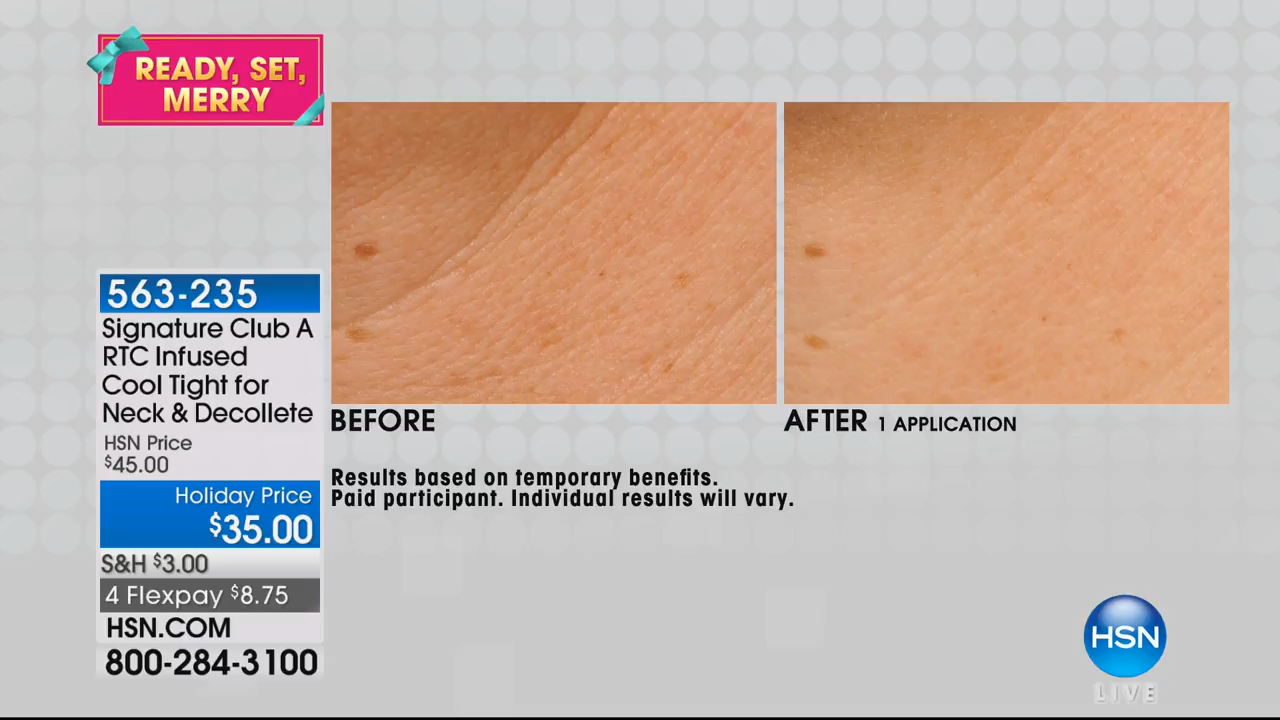 READY, SET,
MERRY
563-235
Signature Club A
RTC Infused
Cool Tight for
Neck & Decollete
HSN Price
$45.00
Holiday Price
$35.00
S&H $3.00
4 Flexpay $8.75
HSN.COM
800-284-3100
BEFORE
AFTER 1 APPLICATION
Results based on temporary benefits.
Paid participant. Individual results will vary.
HSN
LIVE